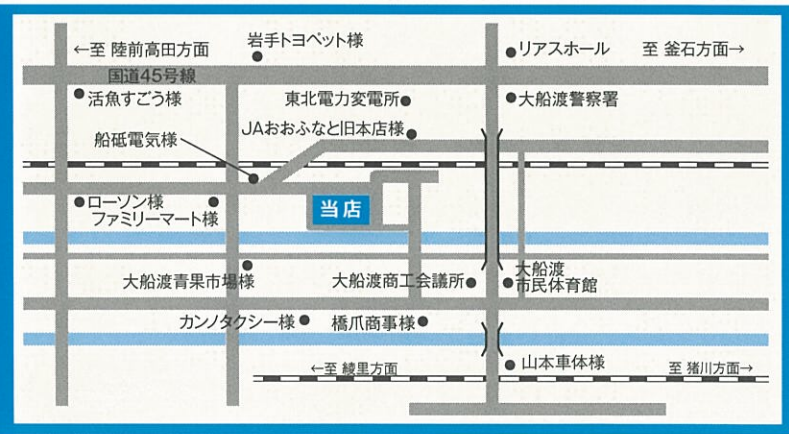 岩手トヨペット様
←至 陸前高田方面
リアスホール
至 釜石方面→
国道45号線
活魚すごう様
東北電力変電所
大船渡警察署
JAおおふなと旧本店様
船砥電気様
ローソン様
ファミリーマート様
当店
大船渡青果市場様
大船渡商工会議所
大船渡
市民体育館
カンノタクシー様
橋爪商事様
←至 綾里方面
山本車体様
至 猪川方面→